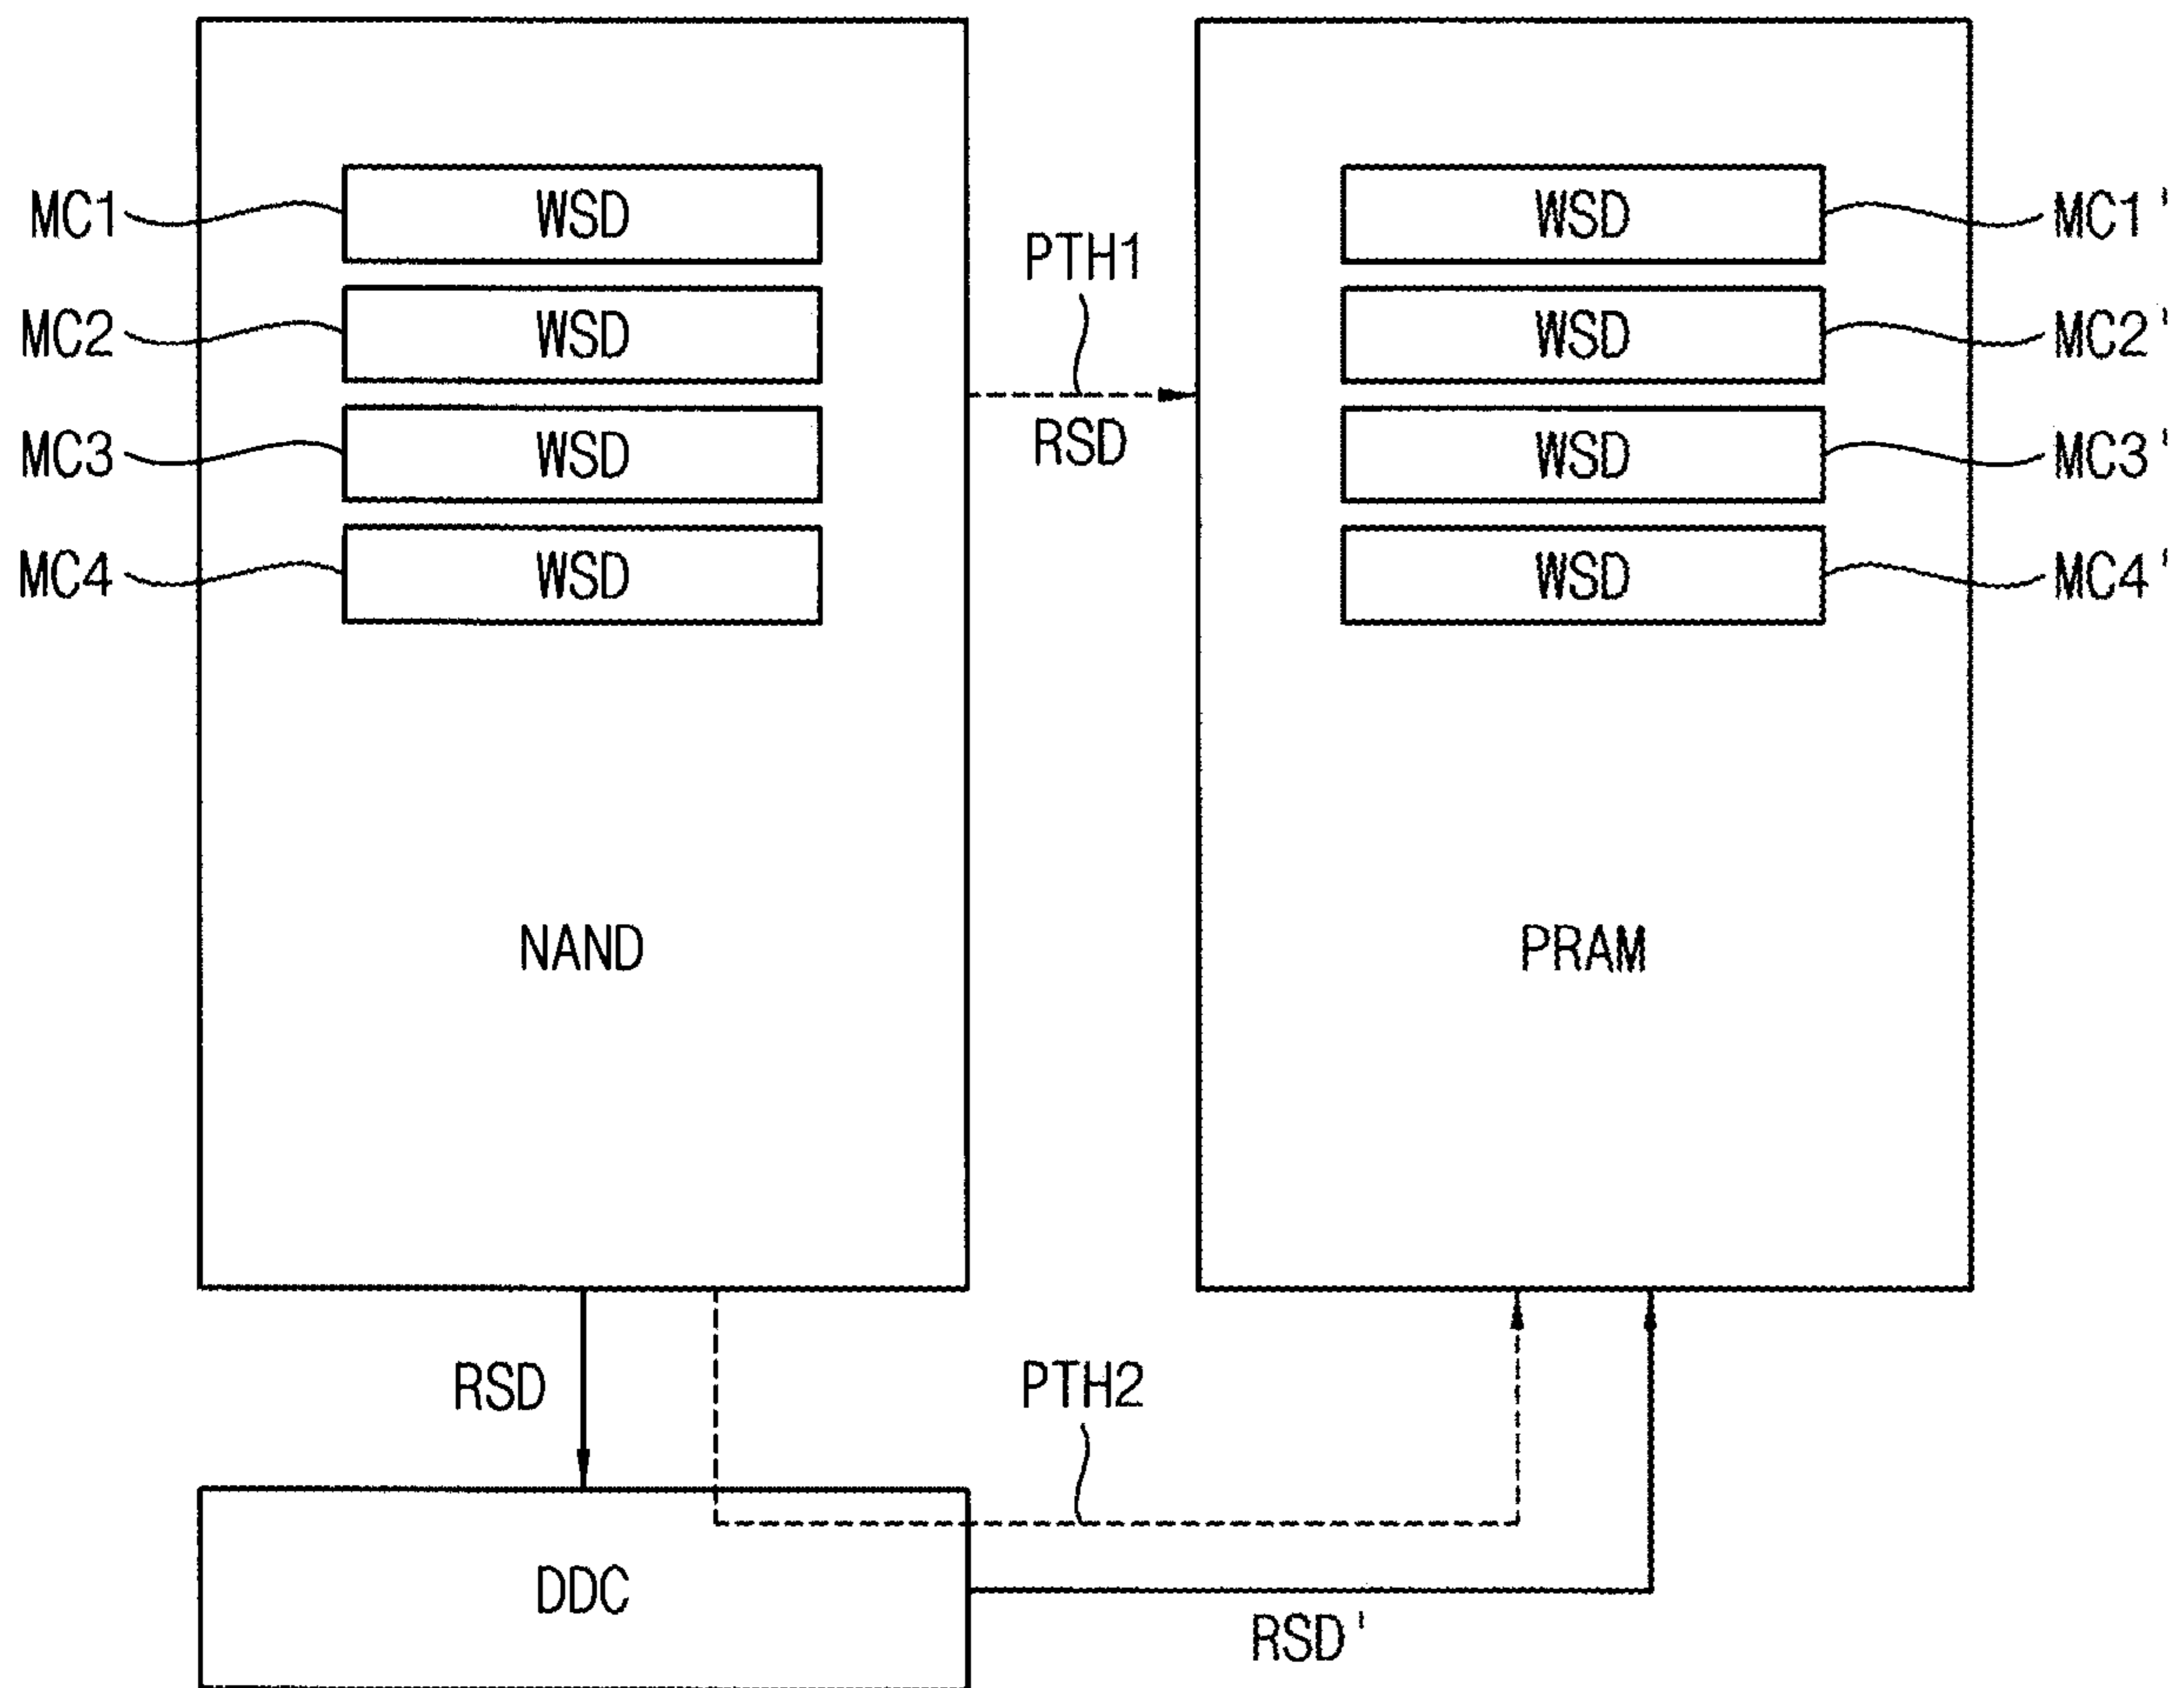 MC1 WSD WSD MC1'
PTH1
MC2 WSD WSD MC2'
RSD
MC3 WSD WSD MC3'
MC4 WSD WSD MC4'
NAND PRAM
RSD PTH2
DDC
RSD'